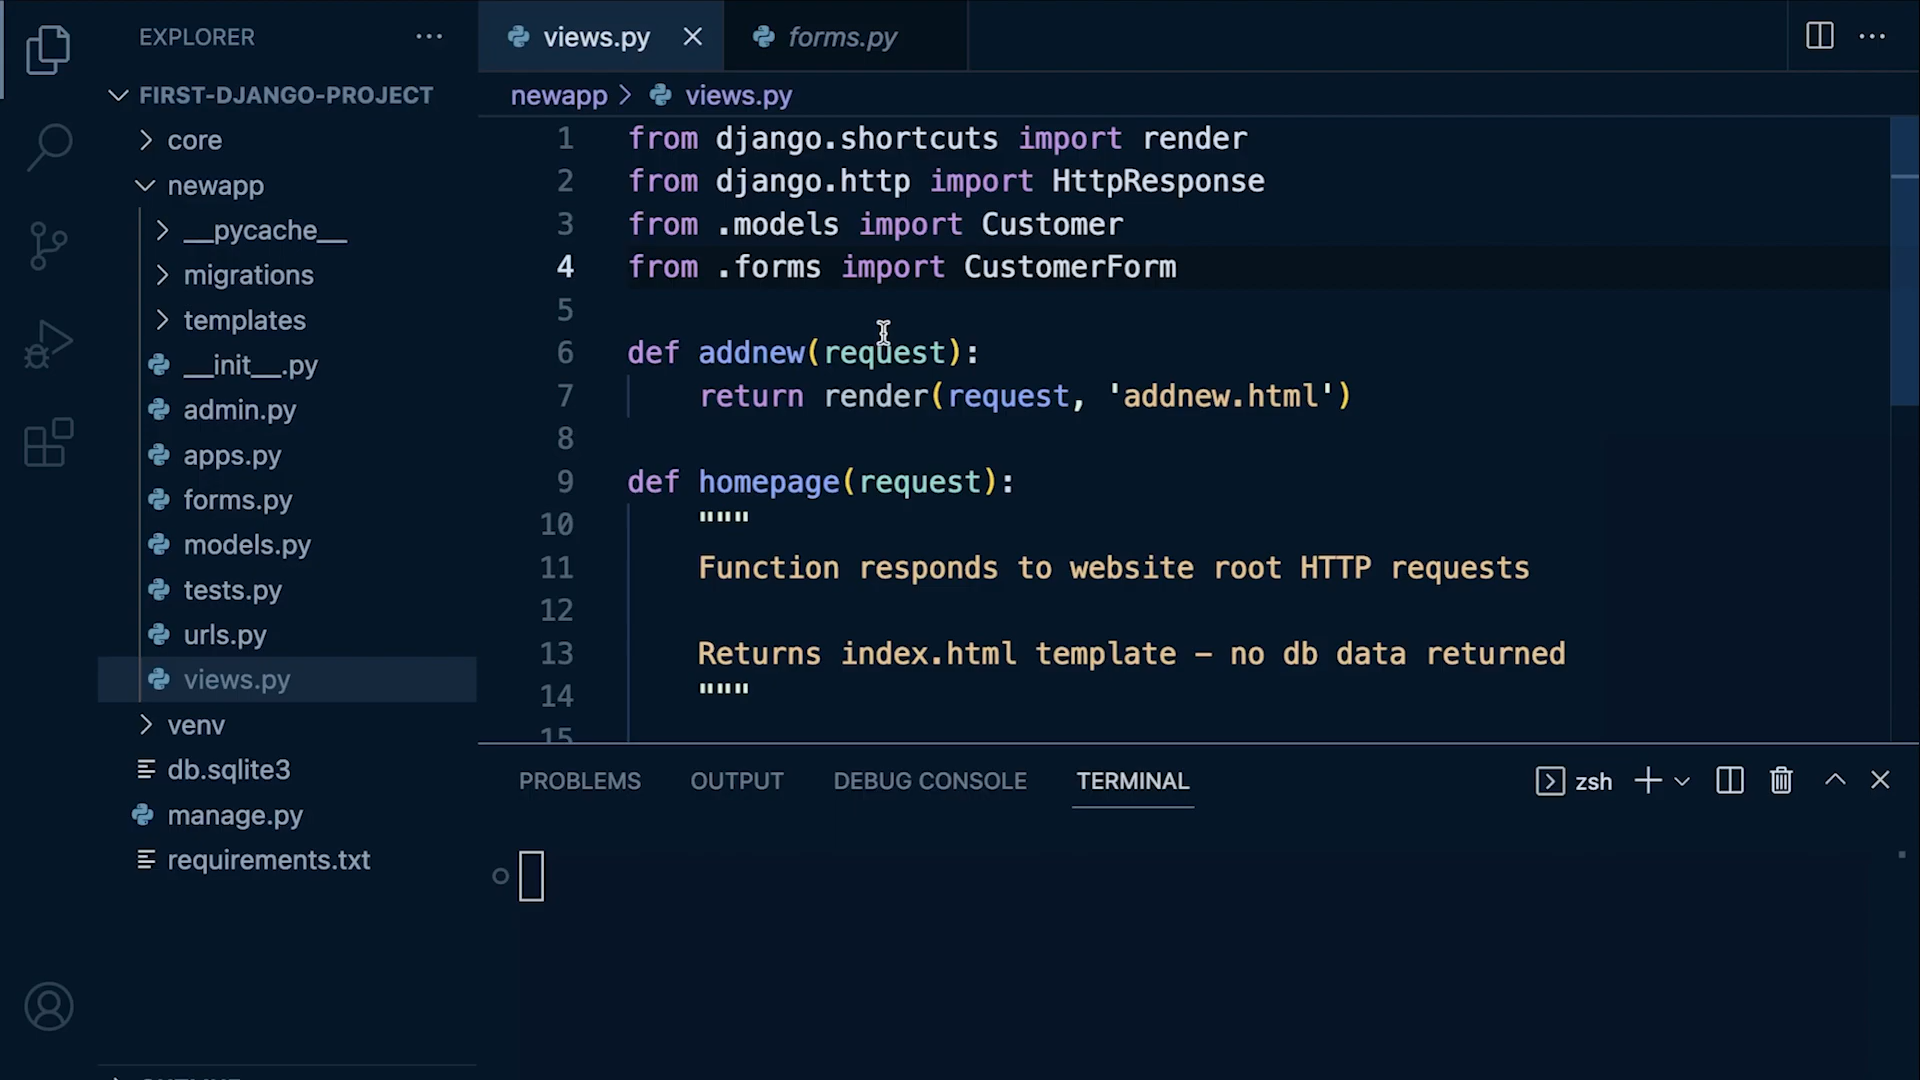 EXPLORER
FIRST-DJANGO-PROJECT
core
newapp
__pycache__
migrations
templates
__init__.py
admin.py
apps.py
forms.py
models.py
tests.py
urls.py
views.py
venv
db.sqlite3
manage.py
requirements.txt
views.py
forms.py
newapp > views.py
1 from django.shortcuts import render
2 from django.http import HttpResponse
3 from .models import Customer
4 from .forms import CustomerForm
5
6 def addnew(request):
7 return render(request, 'addnew.html')
8
9 def homepage(request):
10 """
11 Function responds to website root HTTP requests
12
13 Returns index.html template – no db data returned
14 """
15
PROBLEMS OUTPUT DEBUG CONSOLE TERMINAL
zsh